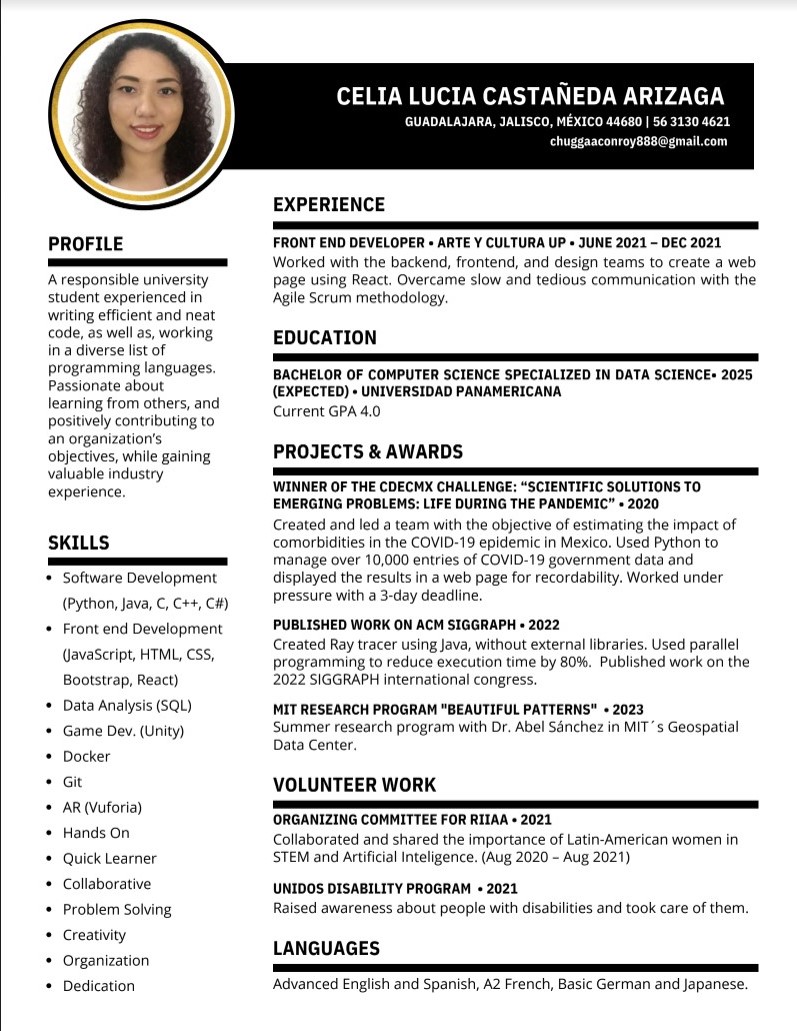 CELIA LUCIA CASTAÑEDA ARIZAGA
GUADALAJARA, JALISCO, MÉXICO 44680 | 56 3130 4621
chuggaaconroy888@gmail.com
PROFILE
A responsible university
student experienced in
writing efficient and neat
code, as well as, working
in a diverse list of
programming languages.
Passionate about
learning from others, and
positively contributing to
an organization’s
objectives, while gaining
valuable industry
experience.
SKILLS
• Software Development
(Python, Java, C, C++, C#)
• Front end Development
(JavaScript, HTML, CSS,
Bootstrap, React)
• Data Analysis (SQL)
• Game Dev. (Unity)
• Docker
• Git
• AR (Vuforia)
• Hands On
• Quick Learner
• Collaborative
• Problem Solving
• Creativity
• Organization
• Dedication
EXPERIENCE
FRONT END DEVELOPER • ARTE Y CULTURA UP • JUNE 2021 – DEC 2021
Worked with the backend, frontend, and design teams to create a web
page using React. Overcame slow and tedious communication with the
Agile Scrum methodology.
EDUCATION
BACHELOR OF COMPUTER SCIENCE SPECIALIZED IN DATA SCIENCE• 2025
(EXPECTED) • UNIVERSIDAD PANAMERICANA
Current GPA 4.0
PROJECTS & AWARDS
WINNER OF THE CDECMX CHALLENGE: “SCIENTIFIC SOLUTIONS TO
EMERGING PROBLEMS: LIFE DURING THE PANDEMIC” • 2020
Created and led a team with the objective of estimating the impact of
comorbidities in the COVID-19 epidemic in Mexico. Used Python to
manage over 10,000 entries of COVID-19 government data and
displayed the results in a web page for recordability. Worked under
pressure with a 3-day deadline.
PUBLISHED WORK ON ACM SIGGRAPH • 2022
Created Ray tracer using Java, without external libraries. Used parallel
programming to reduce execution time by 80%. Published work on the
2022 SIGGRAPH international congress.
MIT RESEARCH PROGRAM "BEAUTIFUL PATTERNS" • 2023
Summer research program with Dr. Abel Sánchez in MIT´s Geospatial
Data Center.
VOLUNTEER WORK
ORGANIZING COMMITTEE FOR RIIAA • 2021
Collaborated and shared the importance of Latin-American women in
STEM and Artificial Inteligence. (Aug 2020 – Aug 2021)
UNIDOS DISABILITY PROGRAM • 2021
Raised awareness about people with disabilities and took care of them.
LANGUAGES
Advanced English and Spanish, A2 French, Basic German and Japanese.